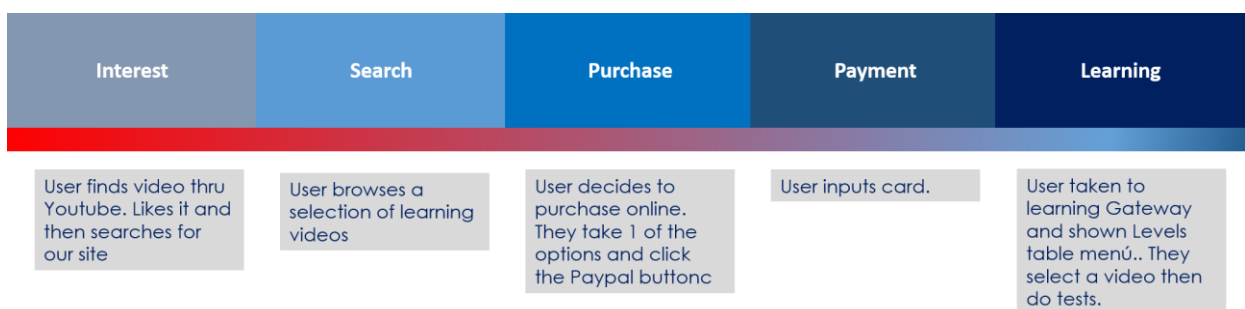 Interest
Search
Purchase
Payment
Learning
User finds video thru
Youtube. Likes it and
then searches for
our site
User browses a
selection of learning
videos
User decides to
purchase online.
They take 1 of the
options and click
the Paypal buttonc
User inputs card.
User taken to
learning Gateway
and shown Levels
table menú.. They
select a video then
do tests.